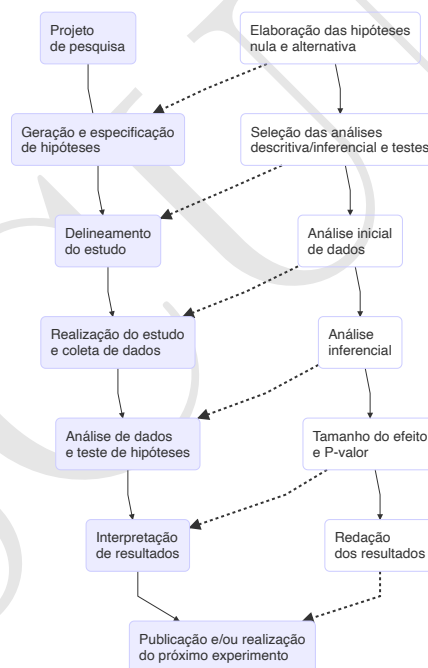 Projeto
de pesquisa
Elaboração das hipóteses
nula e alternativa
Geração e especificação
de hipóteses
Seleção das análises
descritiva/inferencial e testes
Delineamento
do estudo
Análise inicial
de dados
Realização do estudo
e coleta de dados
Análise
inferencial
Análise de dados
e teste de hipóteses
Tamanho do efeito
e P-valor
Interpretação
de resultados
Redação
dos resultados
Publicação e/ou realização
do próximo experimento